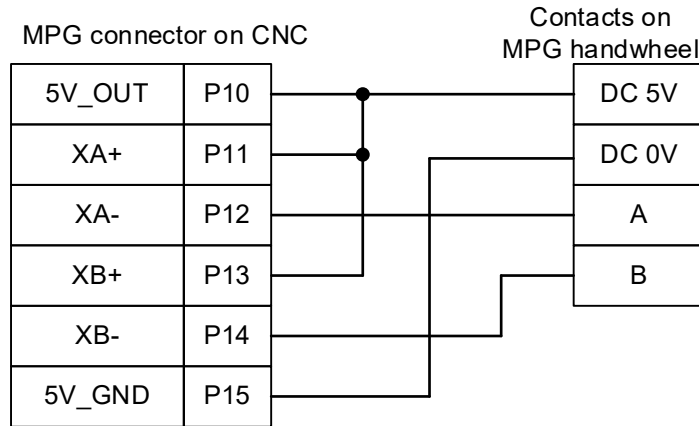 MPG connector on CNC
Contacts on
MPG handwheel
5V_OUT P10
DC 5V
XA+ P11
DC 0V
XA- P12
A
XB+ P13
B
XB- P14
5V_GND P15